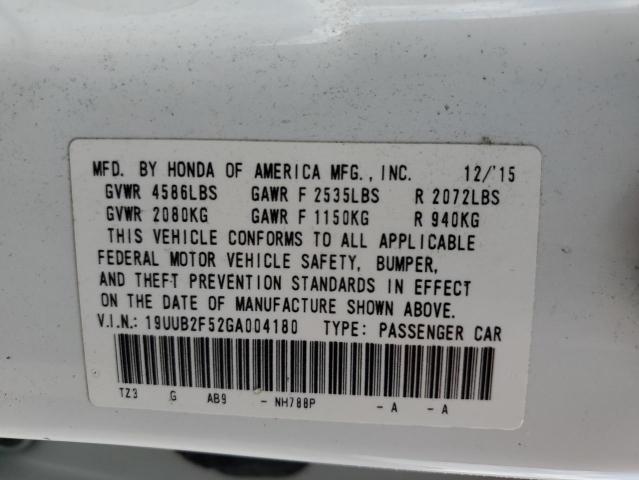 MFD. BY HONDA OF AMERICA MFG., INC. 12/'15
GVWR 4586LBS GAWR F 2535LBS R 2072LBS
GVWR 2080KG GAWR F 1150KG R 940KG
THIS VEHICLE CONFORMS TO ALL APPLICABLE
FEDERAL MOTOR VEHICLE SAFETY, BUMPER,
AND THEFT PREVENTION STANDARDS IN EFFECT
ON THE DATE OF MANUFACTURE SHOWN ABOVE.
V.I.N.: 19UUB2F52GA004180 TYPE: PASSENGER CAR
TZ3 G AB9 - NH788P - A - A